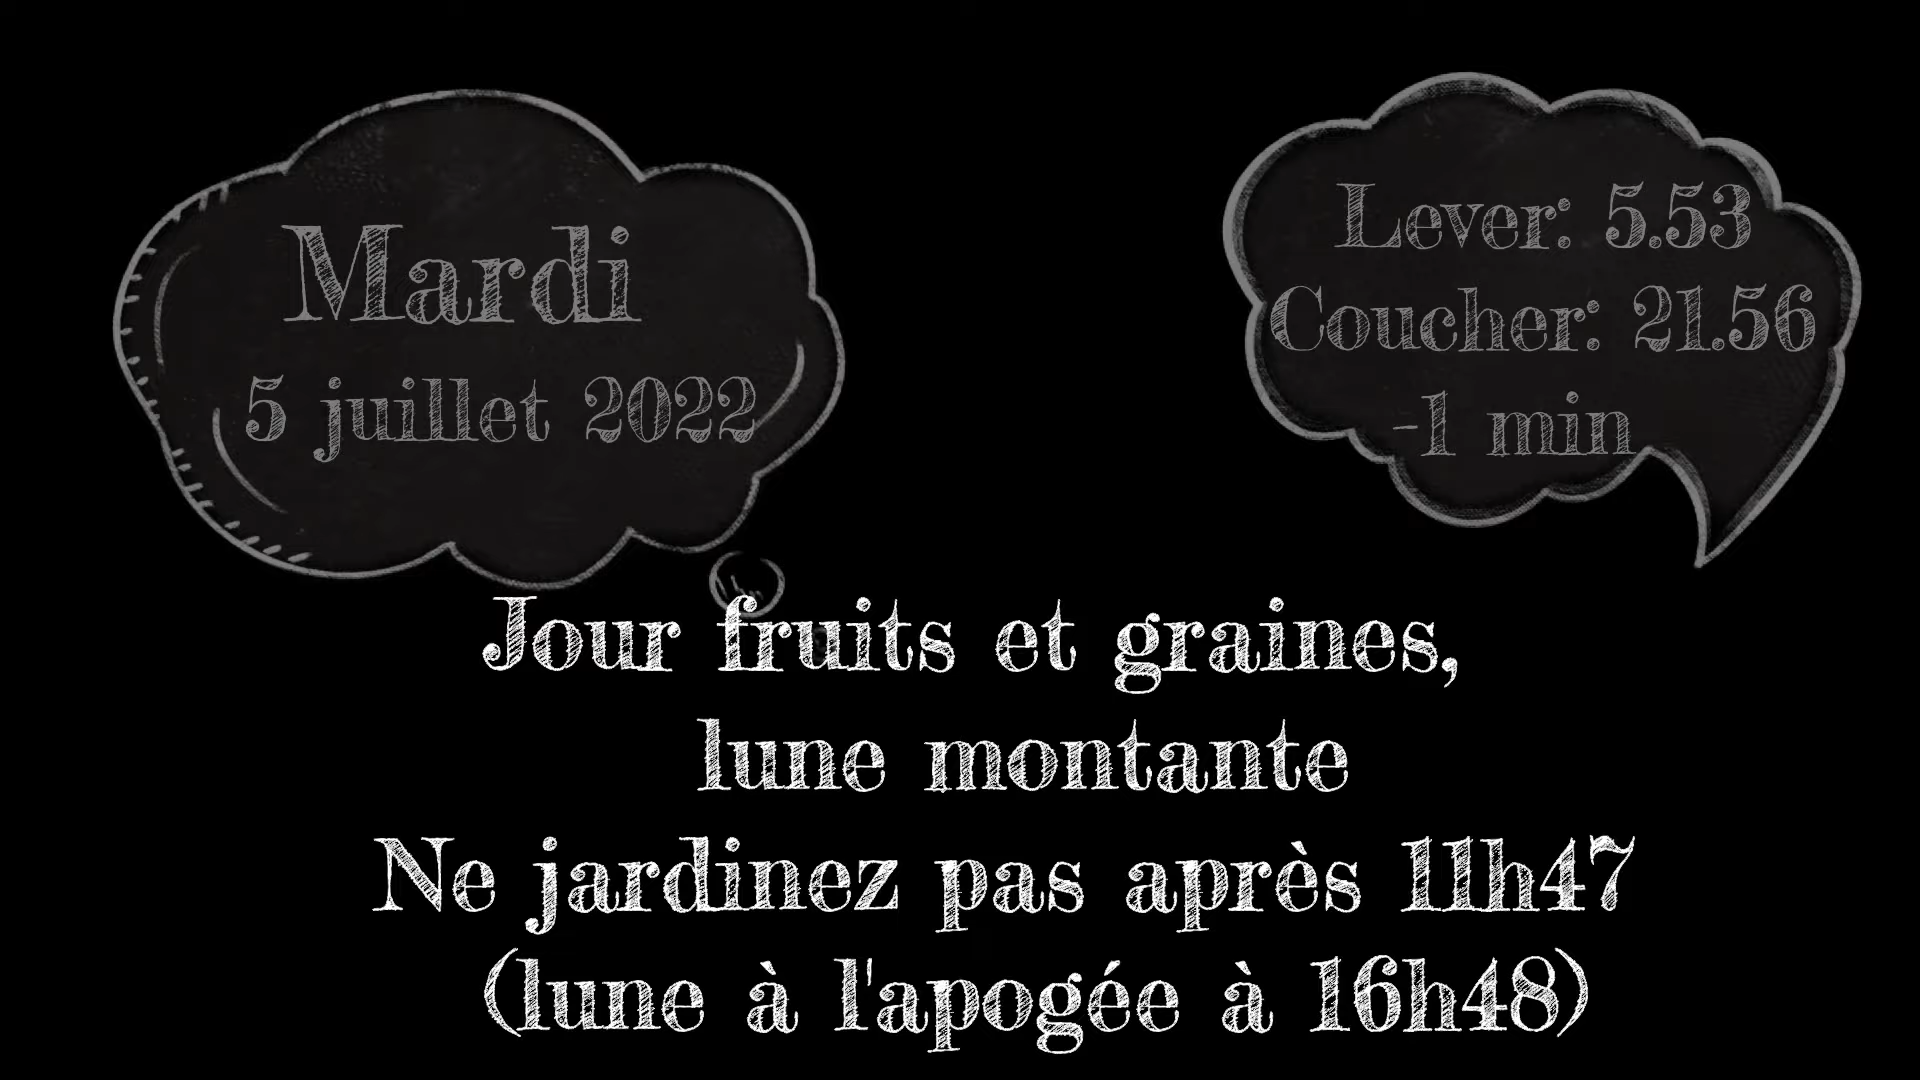 Mardi
5 juillet 2022
Lever: 5.53
Coucher: 21.56
-1 min
Jour fruits et graines,
lune montante
Ne jardinez pas après 11h47
(lune à l'apogée à 16h48)